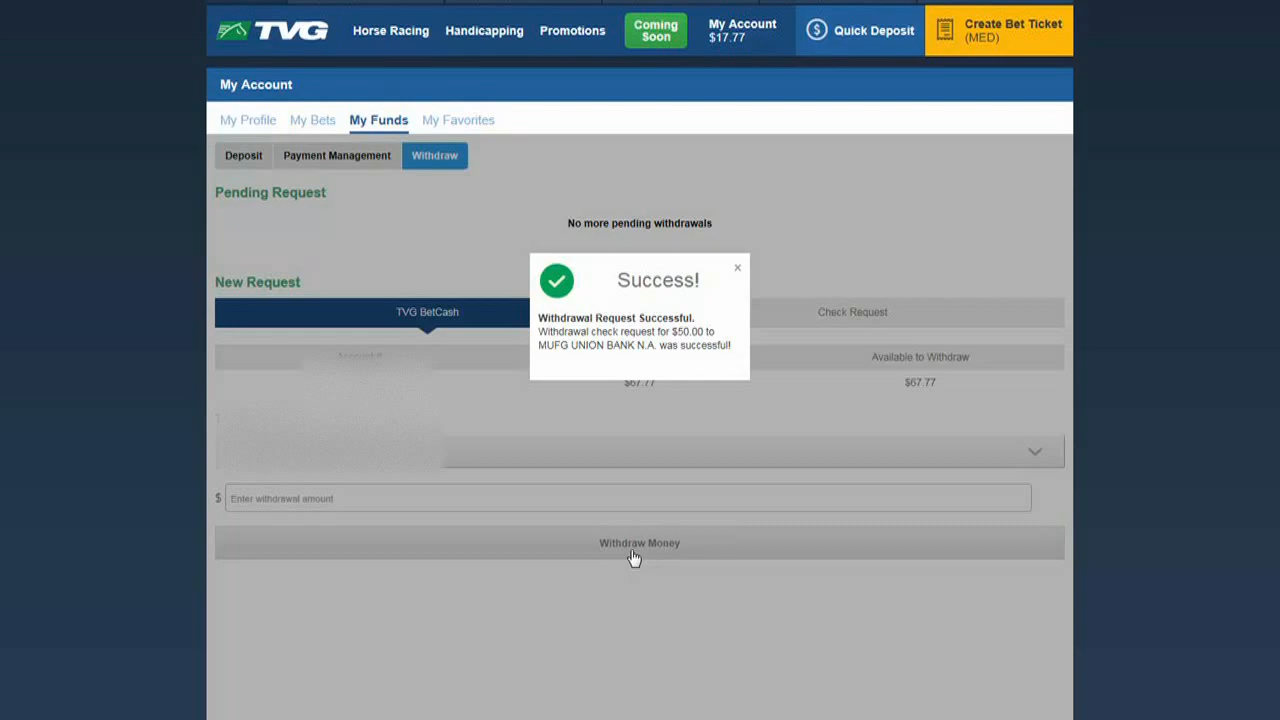 TVG
Horse Racing
Handicapping
Promotions
Coming
Soon
My Account
$17.77
Quick Deposit
Create Bet Ticket
(MED)
My Account
My Profile
My Bets
My Funds
My Favorites
Deposit
Payment Management
Withdraw
Pending Request
No more pending withdrawals
Success!
×
Withdrawal Request Successful.
Withdrawal check request for $50.00 to
MUFG UNION BANK N.A. was successful!
New Request
TVG BetCash
Check Request
Available to Withdraw
$67.77
$67.77
$
Enter withdrawal amount
Withdraw Money